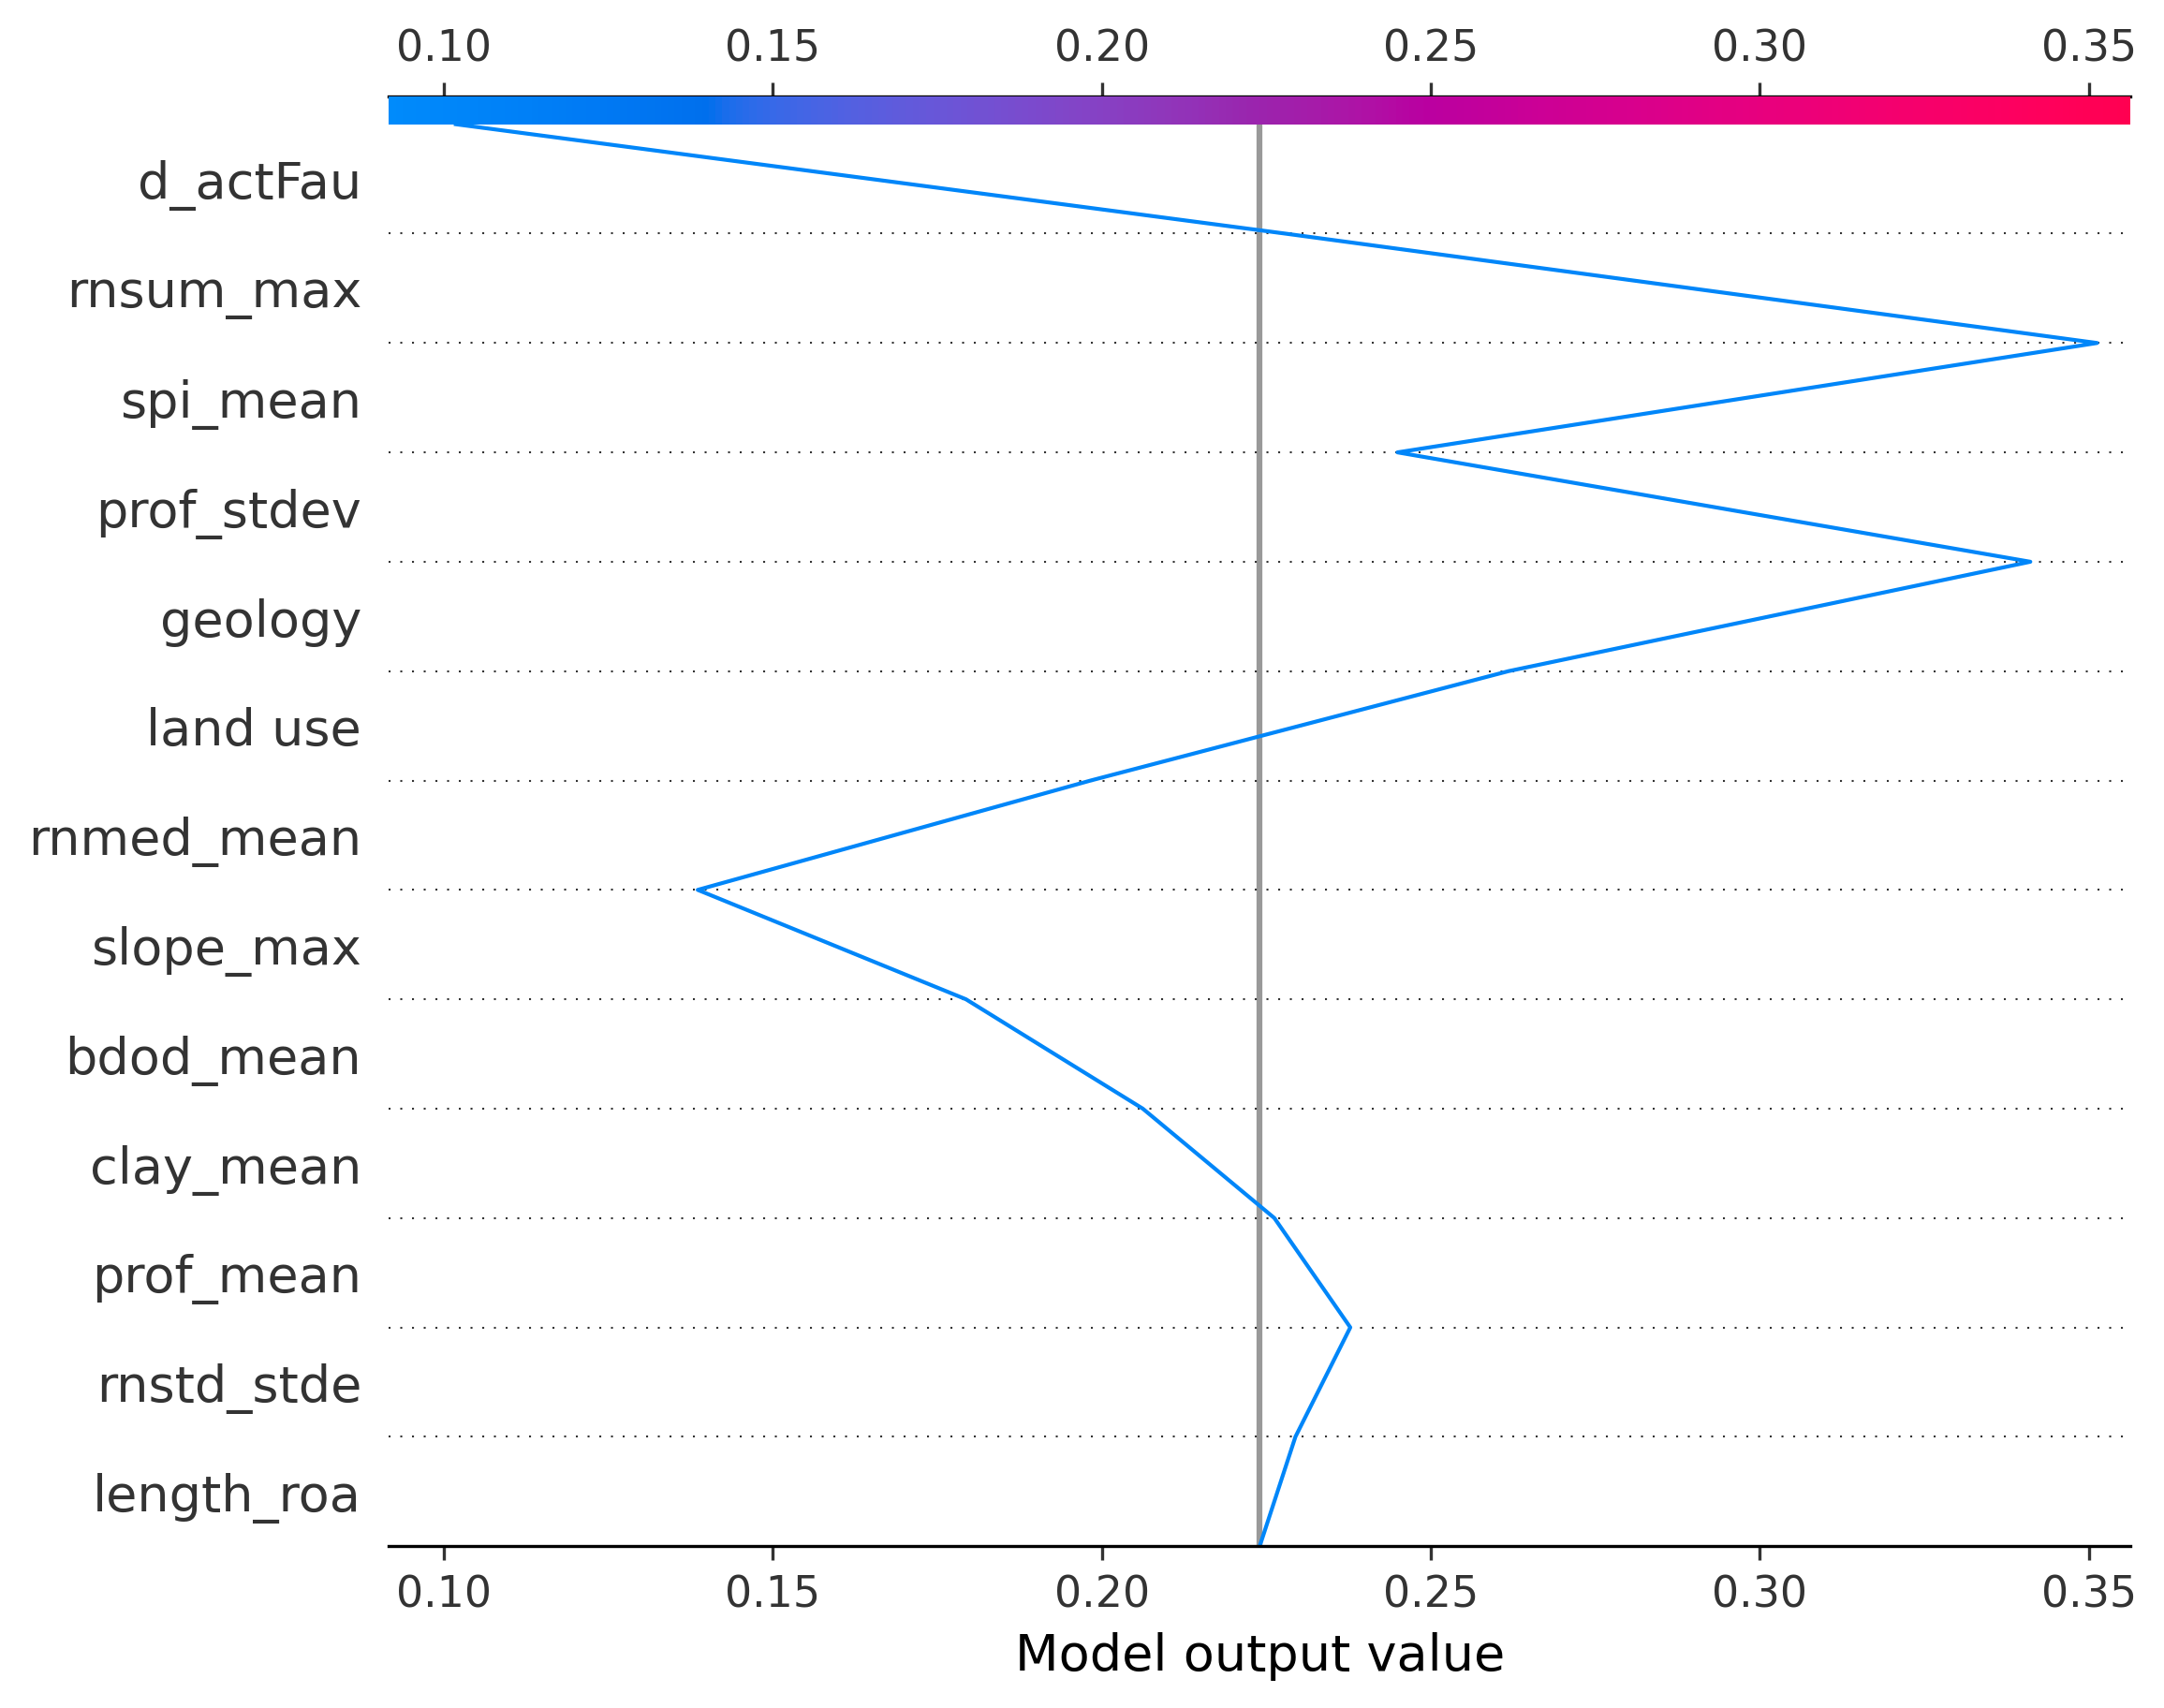 0.10 0.15 0.20 0.25 0.30 0.35
d_actFau
rnsum_max
spi_mean
prof_stdev
geology
land use
rnmed_mean
slope_max
bdod_mean
clay_mean
prof_mean
rnstd_stde
length_roa
0.10 0.15 0.20 0.25 0.30 0.35
Model output value